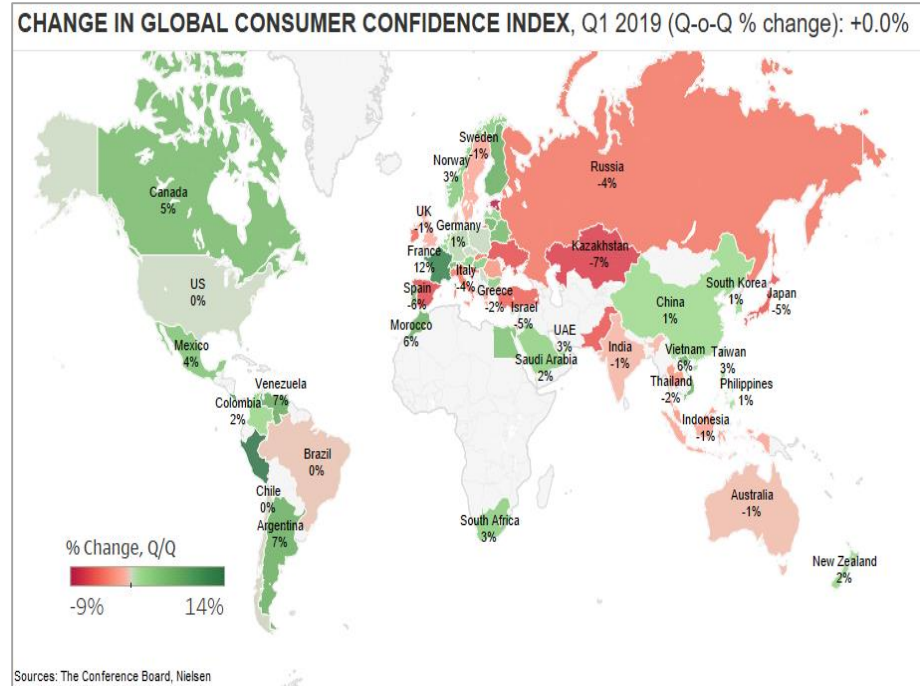 CHANGE IN GLOBAL CONSUMER CONFIDENCE INDEX, Q1 2019 (Q-o-Q % change): +0.0%
Canada
5%
US
0%
Mexico
4%
Venezuela
7%
Colombia
2%
Brazil
0%
Chile
0%
Argentina
7%
Sweden
-1%
Norway
3%
UK
-1%
Germany
1%
France
12%
Italy
-4%
Spain
-6%
Greece
-2%
Israel
-5%
Morocco
6%
UAE
3%
Saudi Arabia
2%
South Africa
3%
Russia
-4%
Kazakhstan
-7%
China
1%
South Korea
1%
Japan
-5%
India
-1%
Vietnam
6%
Taiwan
3%
Thailand
-2%
Philippines
1%
Indonesia
-1%
Australia
-1%
New Zealand
2%
% Change, Q/Q
-9% 14%
Sources: The Conference Board, Nielsen